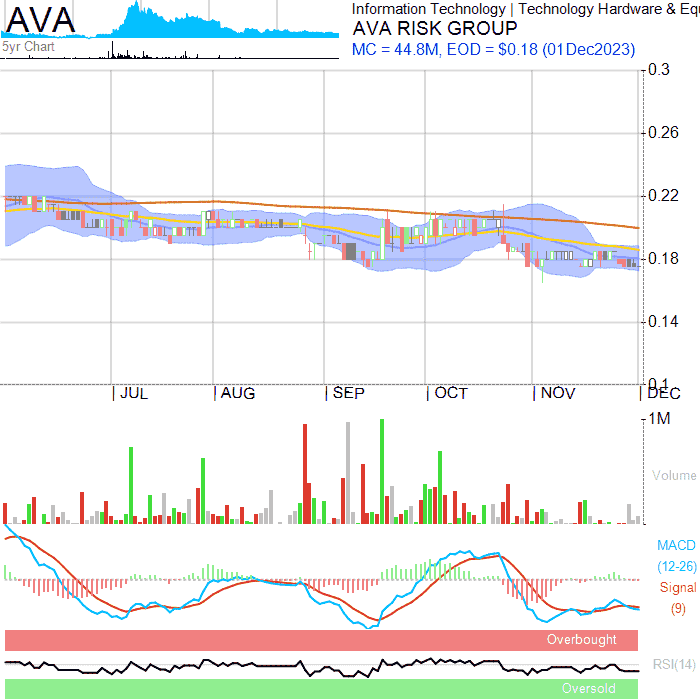 AVA
5yr Chart
Information Technology | Technology Hardware & Equ
AVA RISK GROUP
MC = 44.8M, EOD = $0.18 (01Dec2023)
0.3
0.26
0.22
0.18
0.14
0.1
| JUL | AUG | SEP | OCT | NOV | DEC
1M
Volume
MACD
(12-26)
Signal
(9)
Overbought
RSI(14)
Oversold